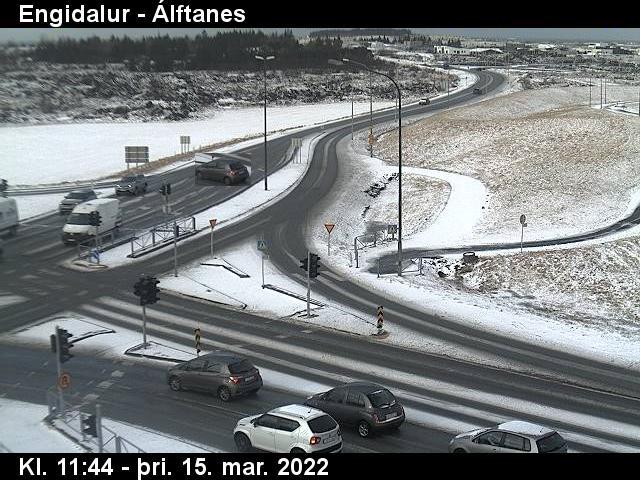 Engidalur - Álftanes
Kl. 11:44 - þri. 15. mar. 2022